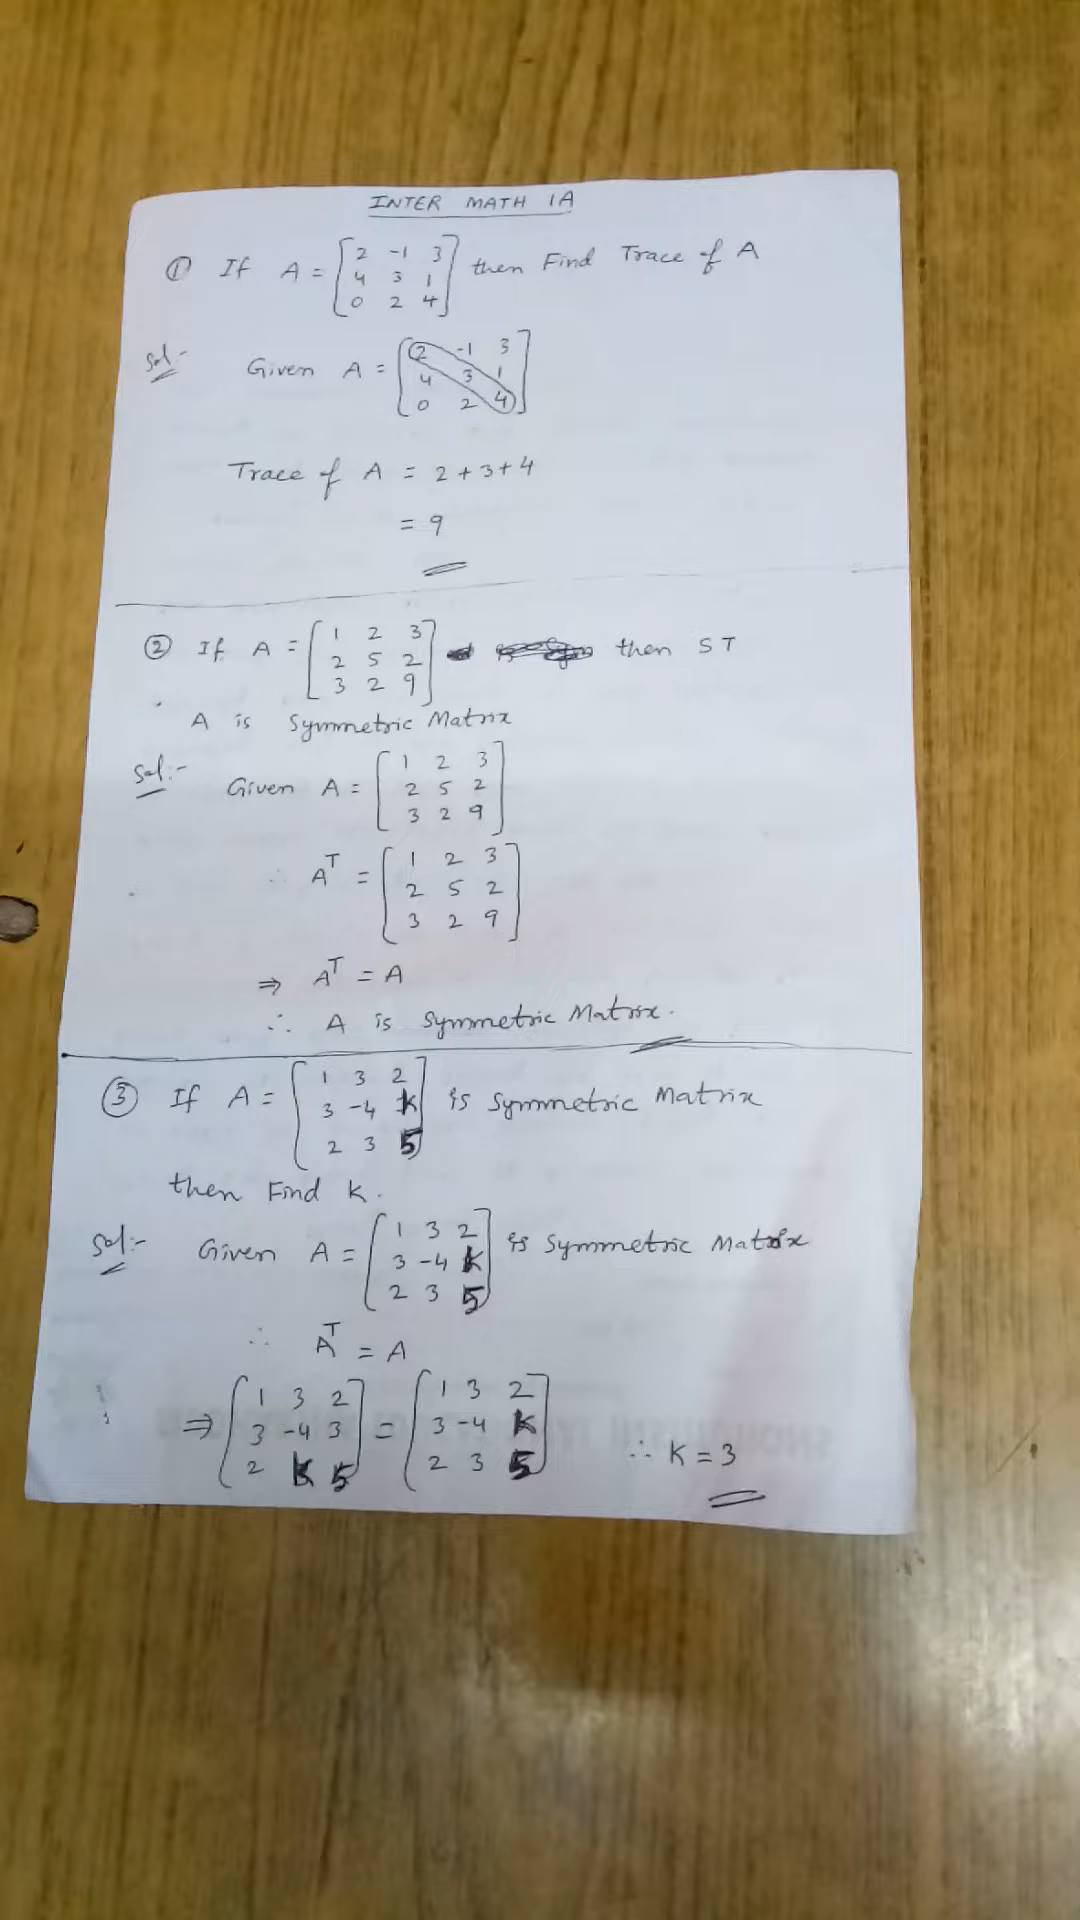 INTER MATH 1A
① If A = [2 -1 3
4 3 1
0 2 4] then Find Trace of A
Sol:- Given A = [2 -1 3
4 3 1
0 2 4]
Trace of A = 2+3+4
= 9
② If A = [1 2 3
2 5 2
3 2 9] then ST
A is Symmetric Matrix
Sol:- Given A = [1 2 3
2 5 2
3 2 9]
∴ A^T = [1 2 3
2 5 2
3 2 9]
⇒ A^T = A
∴ A is Symmetric Matrix.
③ If A = [1 3 2
3 -4 K
2 3 5] is Symmetric Matrix
then Find K.
Sol:- Given A = [1 3 2
3 -4 K
2 3 5] is Symmetric Matrix
∴ A^T = A
⇒ [1 3 2
3 -4 3
2 K 5] = [1 3 2
3 -4 K
2 3 5] ∴ K = 3